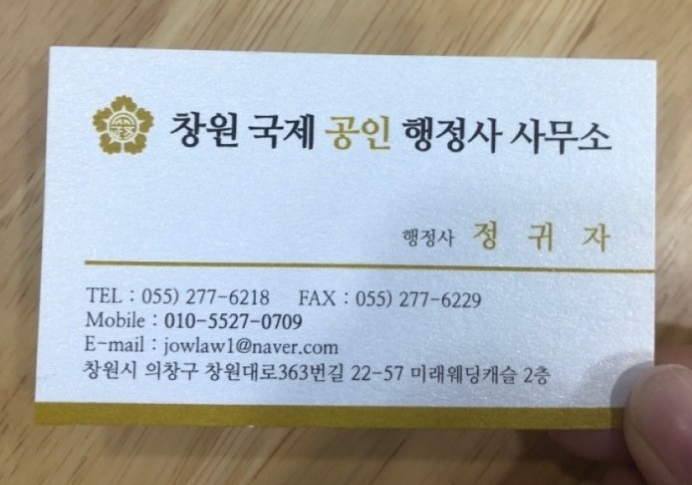 창원 국제 공인 행정사 사무소
행정사 정 귀 자
TEL : 055) 277-6218 FAX : 055) 277-6229
Mobile : 010-5527-0709
E-mail : jowlaw1@naver.com
창원시 의창구 창원대로363번길 22-57 미래웨딩캐슬 2층